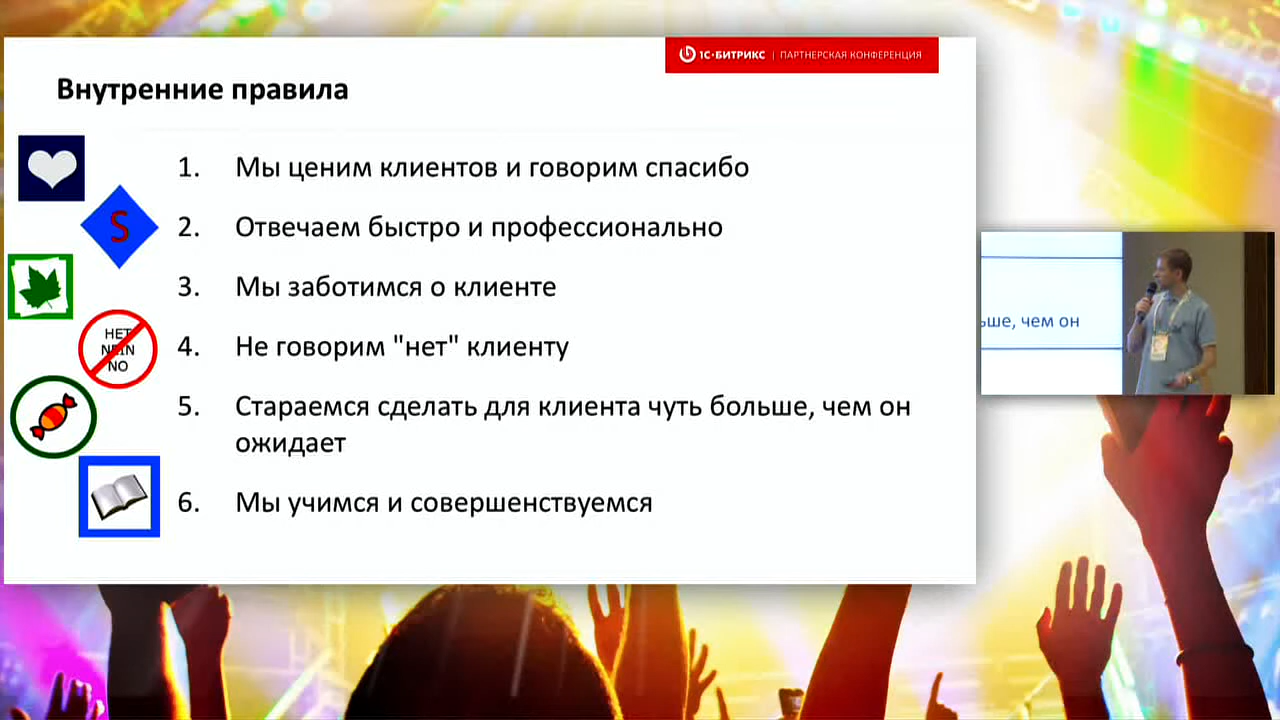 1С-БИТРИКС | ПАРТНЕРСКАЯ КОНФЕРЕНЦИЯ
Внутренние правила
1. Мы ценим клиентов и говорим спасибо
S
2. Отвечаем быстро и профессионально
3. Мы заботимся о клиенте
НЕТ
NEIN
NO
4. Не говорим "нет" клиенту
5. Стараемся сделать для клиента чуть больше, чем он
ожидает
6. Мы учимся и совершенствуемся
ьше, чем он